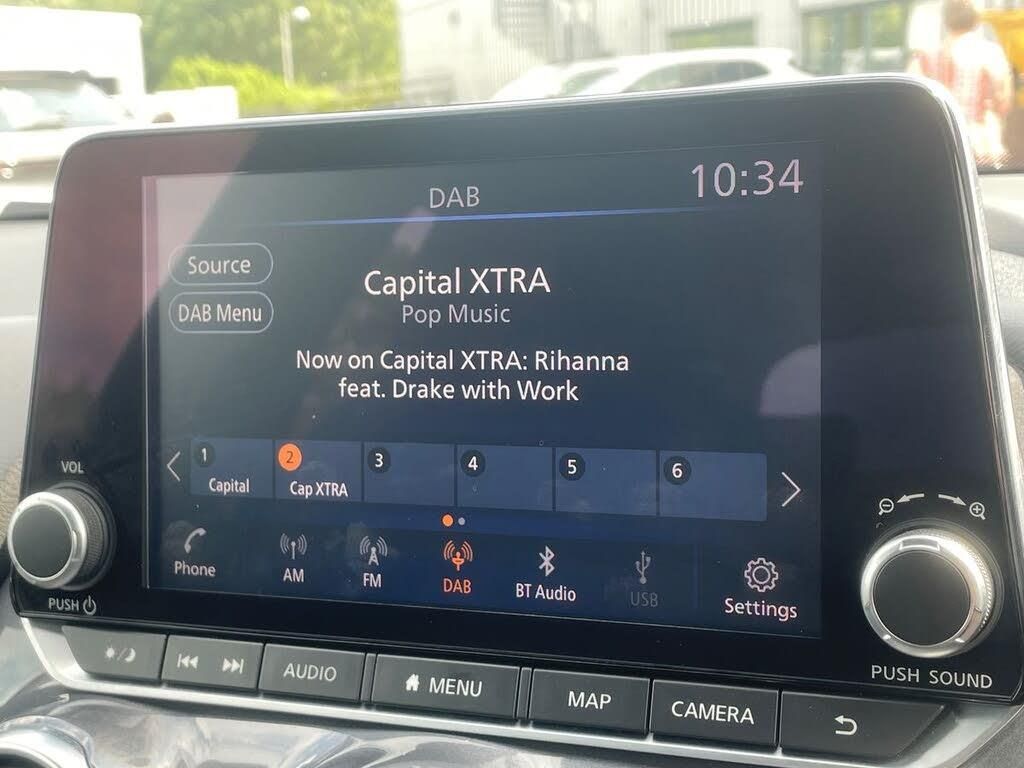 DAB
10:34
Source
DAB Menu
Capital XTRA
Pop Music
Now on Capital XTRA: Rihanna
feat. Drake with Work
1
Capital
2
Cap XTRA
3
4
5
6
Phone
AM
FM
DAB
BT Audio
USB
Settings
VOL
PUSH
PUSH SOUND
AUDIO
MENU
MAP
CAMERA